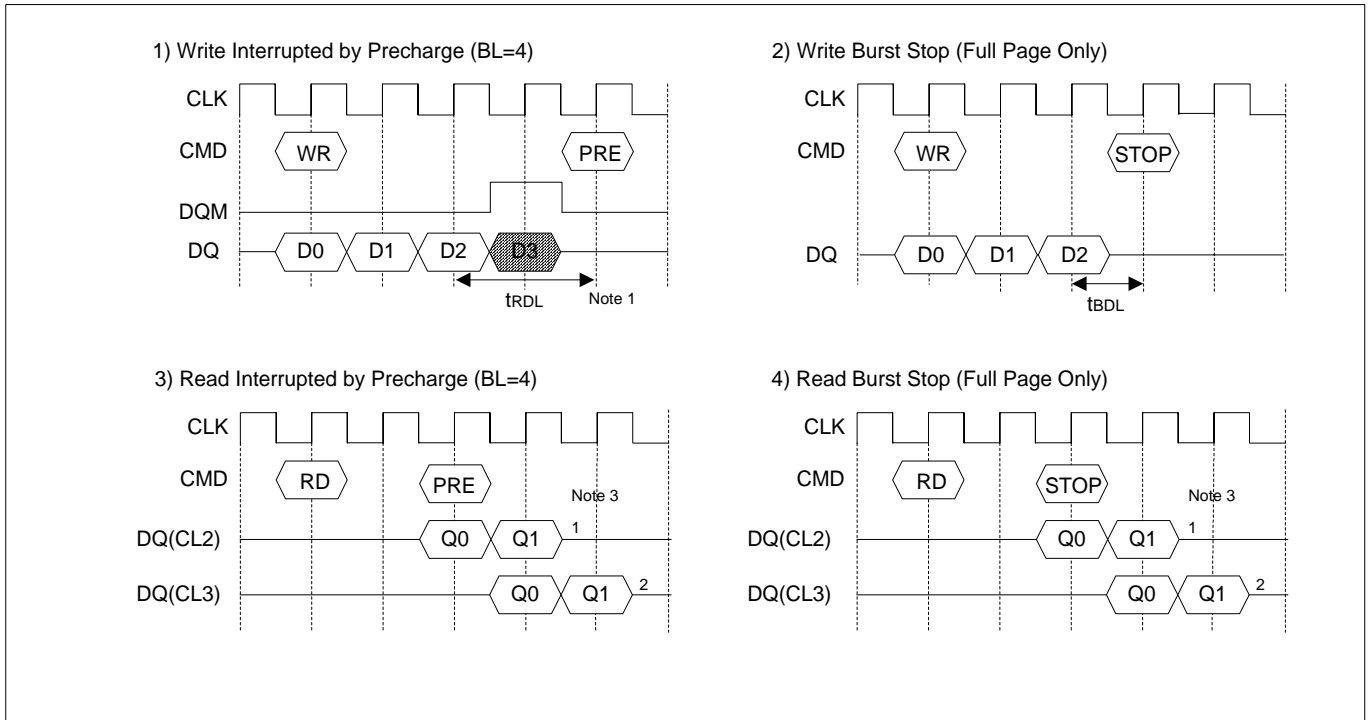 1) Write Interrupted by Precharge (BL=4)
CLK
CMD WR PRE
DQM
DQ D0 D1 D2 D3
tRDL Note 1
2) Write Burst Stop (Full Page Only)
CLK
CMD WR STOP
DQ D0 D1 D2
tBDL
3) Read Interrupted by Precharge (BL=4)
CLK
CMD RD PRE
Note 3
DQ(CL2) Q0 Q1 1
DQ(CL3) Q0 Q1 2
4) Read Burst Stop (Full Page Only)
CLK
CMD RD STOP
Note 3
DQ(CL2) Q0 Q1 1
DQ(CL3) Q0 Q1 2